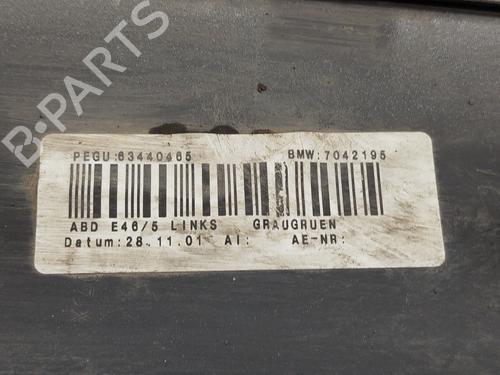 PEGU:63440465 BMW:7042195
ABD E46/5 LINKS GRAUGRUEN
Datum:28.11.01 AI: AE-NR:
B-PARTS